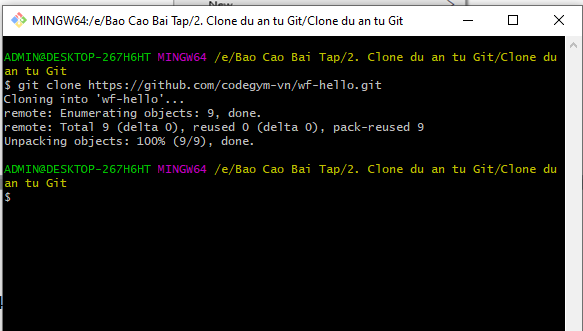 MINGW64:/e/Bao Cao Bai Tap/2. Clone du an tu Git/Clone du an tu Git
ADMIN@DESKTOP-267H6HT MINGW64 /e/Bao Cao Bai Tap/2. Clone du an tu Git/Clone du
an tu Git
$ git clone https://github.com/codegym-vn/wf-hello.git
Cloning into 'wf-hello'...
remote: Enumerating objects: 9, done.
remote: Total 9 (delta 0), reused 0 (delta 0), pack-reused 9
Unpacking objects: 100% (9/9), done.
ADMIN@DESKTOP-267H6HT MINGW64 /e/Bao Cao Bai Tap/2. Clone du an tu Git/Clone du
an tu Git
$